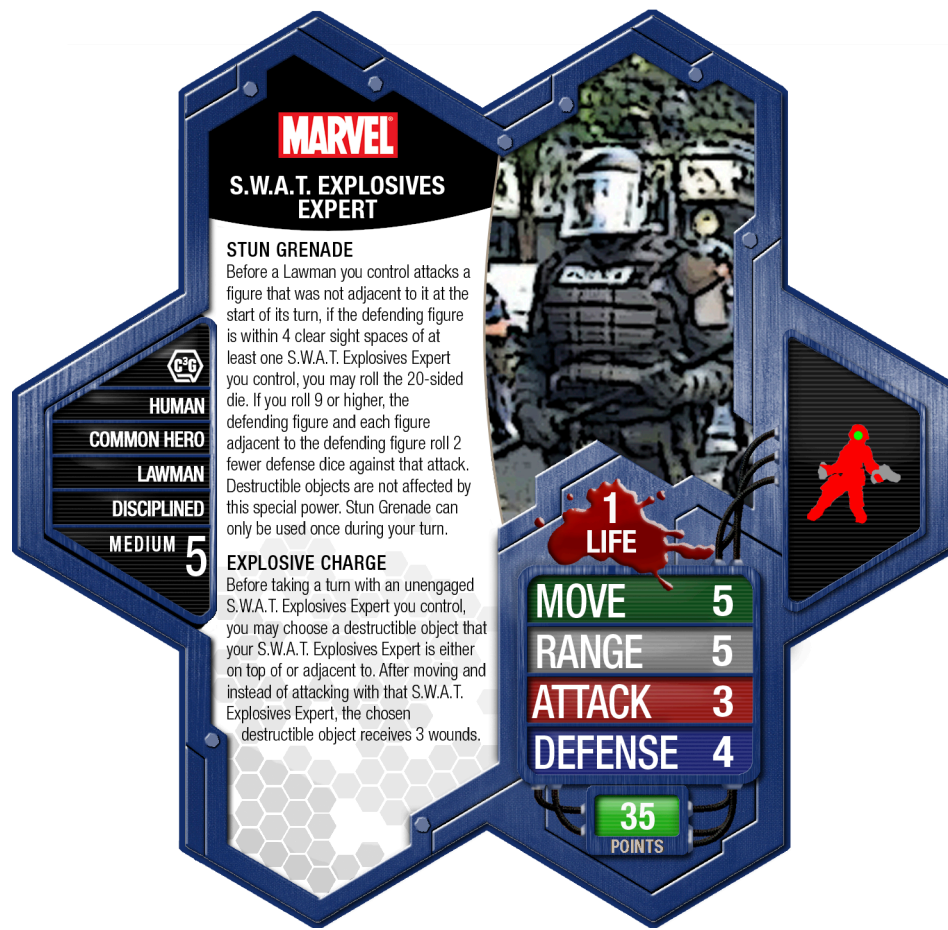 MARVEL
S.W.A.T. EXPLOSIVES
EXPERT
STUN GRENADE
Before a Lawman you control attacks a
figure that was not adjacent to it at the
start of its turn, if the defending figure
is within 4 clear sight spaces of at
least one S.W.A.T. Explosives Expert
you control, you may roll the 20-sided
die. If you roll 9 or higher, the
defending figure and each figure
adjacent to the defending figure roll 2
fewer defense dice against that attack.
Destructible objects are not affected by
this special power. Stun Grenade can
only be used once during your turn.
EXPLOSIVE CHARGE
Before taking a turn with an unengaged
S.W.A.T. Explosives Expert you control,
you may choose a destructible object that
your S.W.A.T. Explosives Expert is either
on top of or adjacent to. After moving and
instead of attacking with that S.W.A.T.
Explosives Expert, the chosen
destructible object receives 3 wounds.
C3G
HUMAN
COMMON HERO
LAWMAN
DISCIPLINED
MEDIUM 5
1
LIFE
MOVE 5
RANGE 5
ATTACK 3
DEFENSE 4
35
POINTS